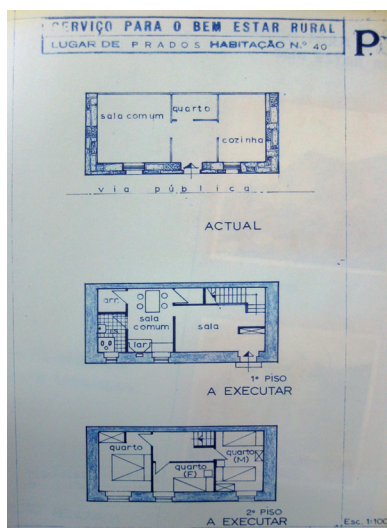 SERVIÇO PARA O BEM ESTAR RURAL
LUGAR DE PRADOS HABITAÇÃO N.º 40
P
sala comum
quarto
cozinha
via pública
ACTUAL
arr.
sala comum
sala
lar
1º PISO
A EXECUTAR
quarto
quarto (F)
quarto (M)
2º PISO
A EXECUTAR
Esc. 1:100